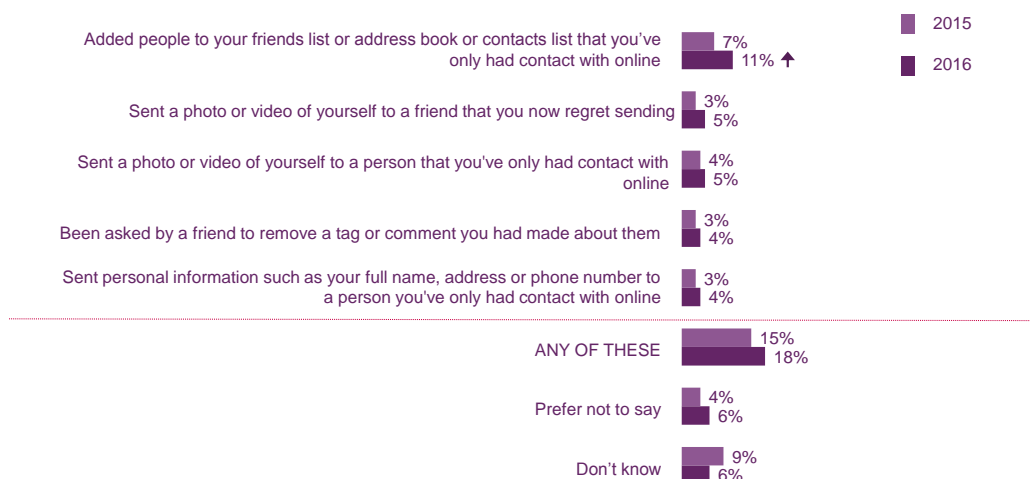 2015
Added people to your friends list or address book or contacts list that you’ve
only had contact with online
7%
11%
2016
Sent a photo or video of yourself to a friend that you now regret sending
3%
5%
Sent a photo or video of yourself to a person that you've only had contact with
online
4%
5%
Been asked by a friend to remove a tag or comment you had made about them
3%
4%
Sent personal information such as your full name, address or phone number to
a person you've only had contact with online
3%
4%
ANY OF THESE
15%
18%
Prefer not to say
4%
6%
Don’t know
9%
6%